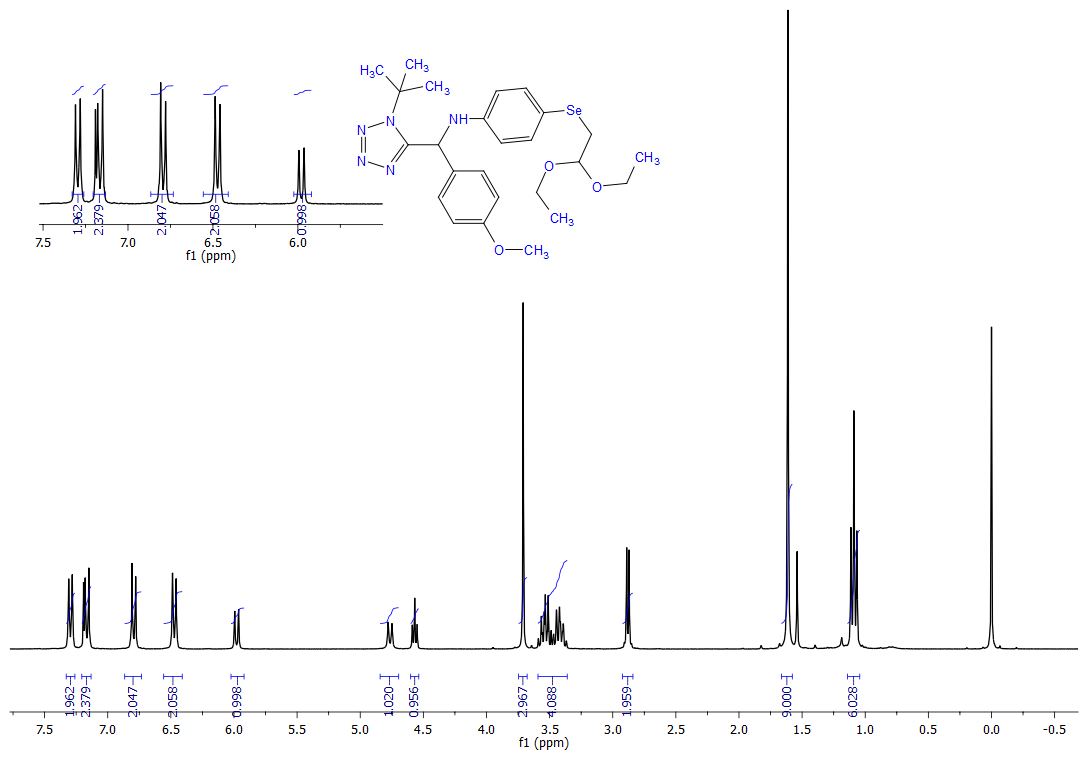 H₃C CH₃
CH₃
N NH Se
N
N N
O CH₃
O
CH₃
O CH₃
1.962 2.379 2.047 2.058 0.998
7.5 7.0 6.5 6.0
f1 (ppm)
1.962 2.379 2.047 2.058 0.998 1.020 0.956 2.967 4.088 1.959 9.000 6.028
7.5 7.0 6.5 6.0 5.5 5.0 4.5 4.0 3.5 3.0 2.5 2.0 1.5 1.0 0.5 0.0 -0.5
f1 (ppm)